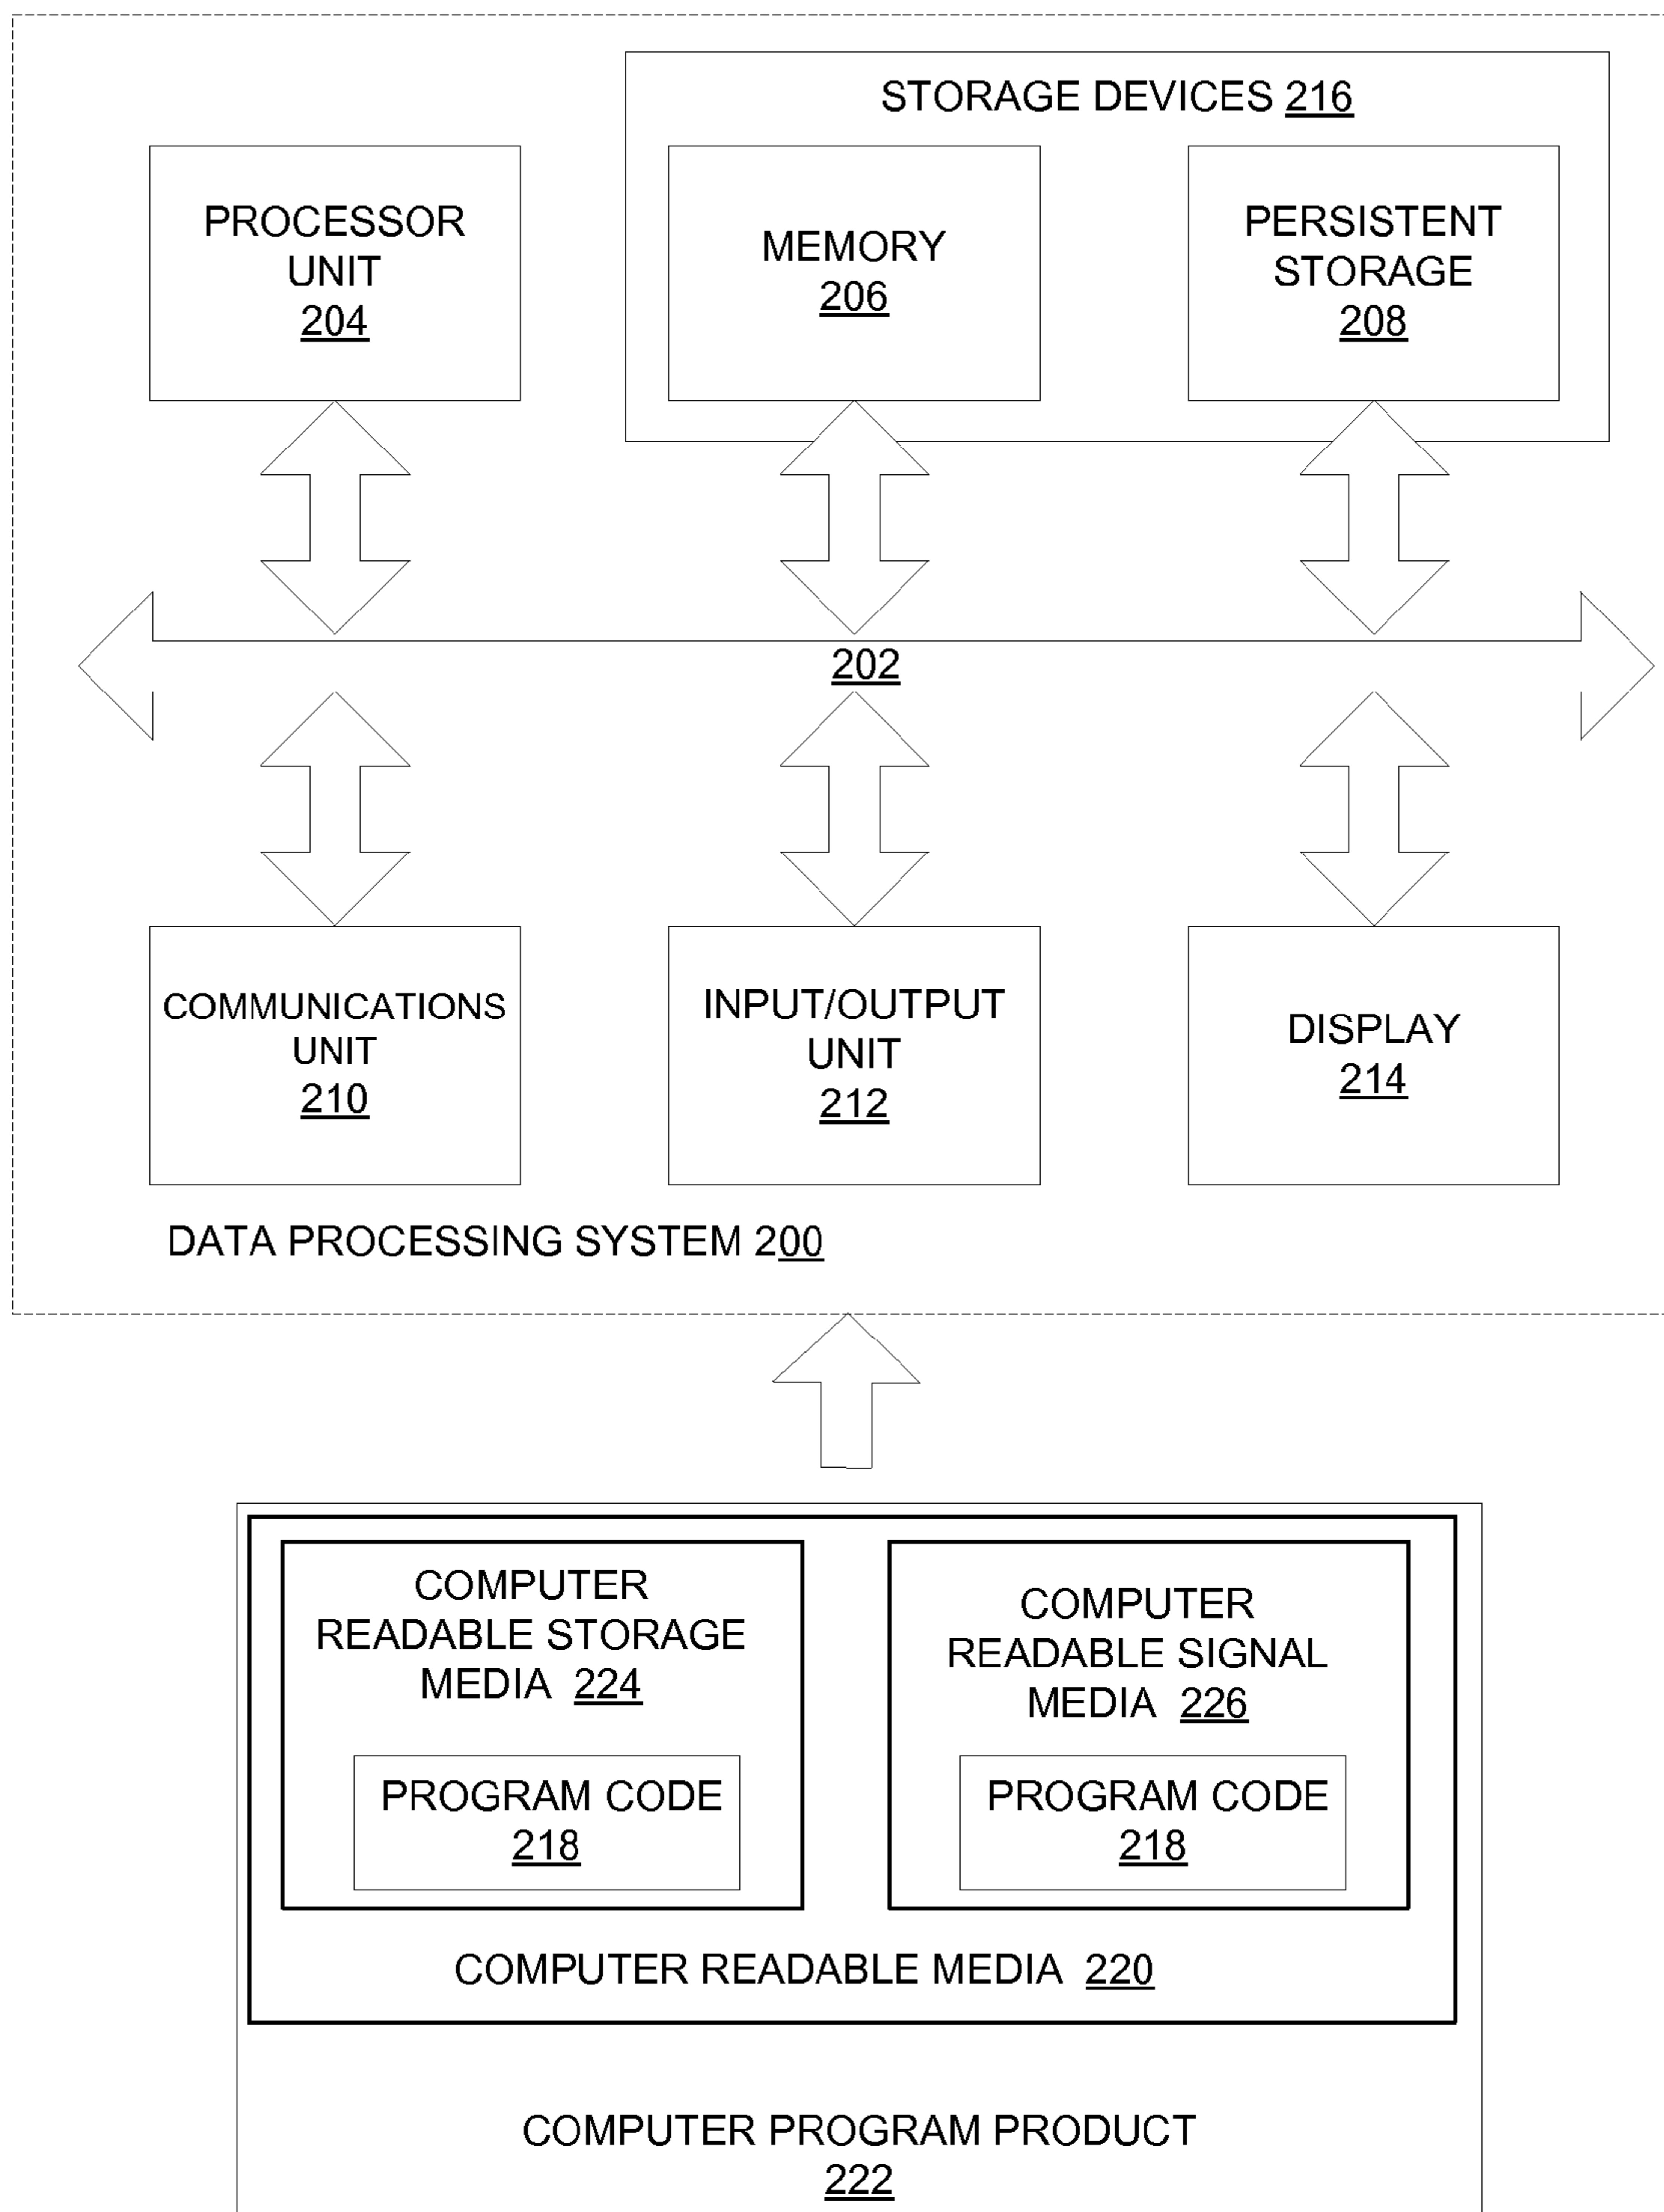 STORAGE DEVICES 216
PROCESSOR
UNIT
204
MEMORY
206
PERSISTENT
STORAGE
208
202
COMMUNICATIONS
UNIT
210
INPUT/OUTPUT
UNIT
212
DISPLAY
214
DATA PROCESSING SYSTEM 200
COMPUTER
READABLE STORAGE
MEDIA 224
PROGRAM CODE
218
COMPUTER
READABLE SIGNAL
MEDIA 226
PROGRAM CODE
218
COMPUTER READABLE MEDIA 220
COMPUTER PROGRAM PRODUCT
222